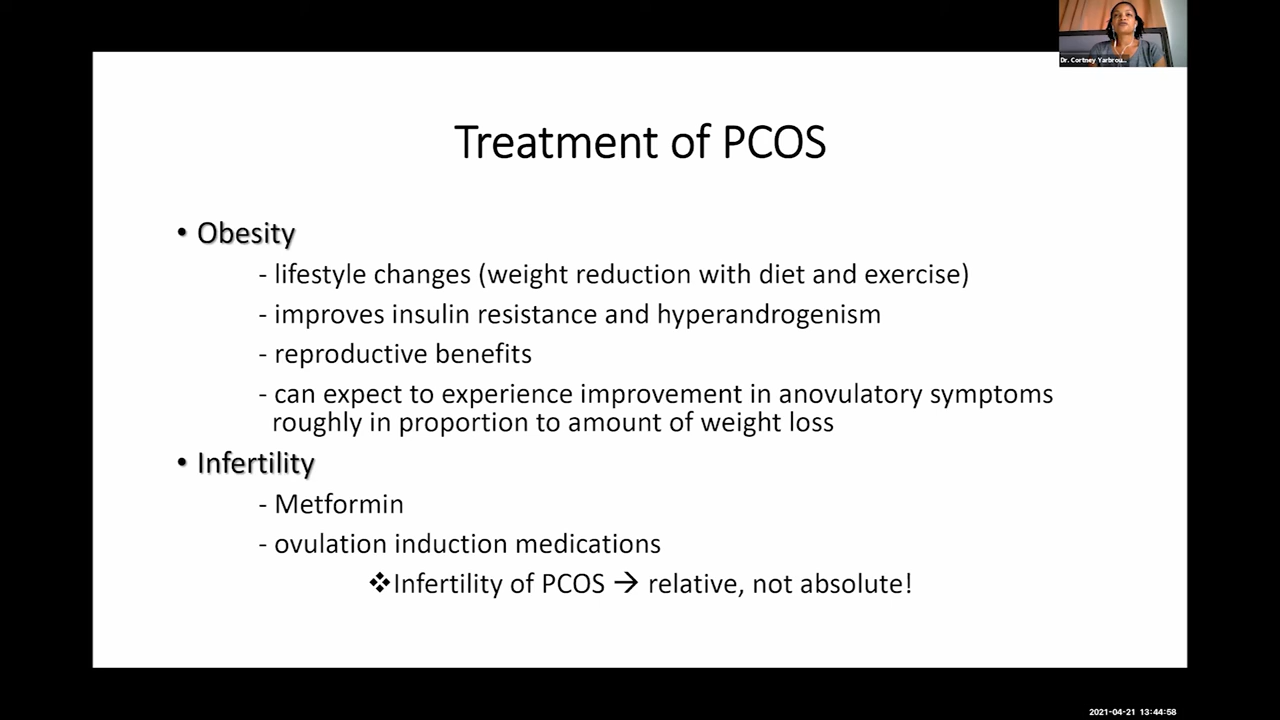 Dr. Cortney Yarbrou...
Treatment of PCOS
• Obesity
- lifestyle changes (weight reduction with diet and exercise)
- improves insulin resistance and hyperandrogenism
- reproductive benefits
- can expect to experience improvement in anovulatory symptoms
roughly in proportion to amount of weight loss
• Infertility
- Metformin
- ovulation induction medications
❖Infertility of PCOS → relative, not absolute!
2021-04-21 13:44:58